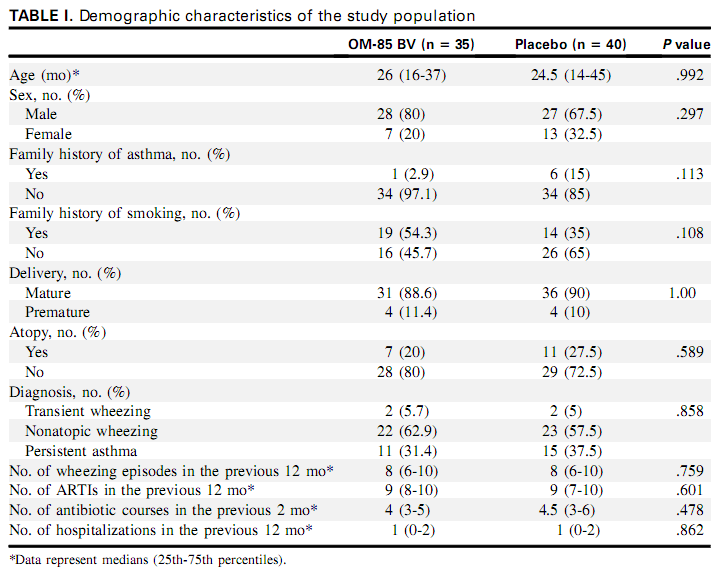 TABLE I. Demographic characteristics of the study population
OM-85 BV (n = 35) Placebo (n = 40) P value
Age (mo)* 26 (16-37) 24.5 (14-45) .992
Sex, no. (%)
Male 28 (80) 27 (67.5) .297
Female 7 (20) 13 (32.5)
Family history of asthma, no. (%)
Yes 1 (2.9) 6 (15) .113
No 34 (97.1) 34 (85)
Family history of smoking, no. (%)
Yes 19 (54.3) 14 (35) .108
No 16 (45.7) 26 (65)
Delivery, no. (%)
Mature 31 (88.6) 36 (90) 1.00
Premature 4 (11.4) 4 (10)
Atopy, no. (%)
Yes 7 (20) 11 (27.5) .589
No 28 (80) 29 (72.5)
Diagnosis, no. (%)
Transient wheezing 2 (5.7) 2 (5) .858
Nonatopic wheezing 22 (62.9) 23 (57.5)
Persistent asthma 11 (31.4) 15 (37.5)
No. of wheezing episodes in the previous 12 mo* 8 (6-10) 8 (6-10) .759
No. of ARTIs in the previous 12 mo* 9 (8-10) 9 (7-10) .601
No. of antibiotic courses in the previous 2 mo* 4 (3-5) 4.5 (3-6) .478
No. of hospitalizations in the previous 12 mo* 1 (0-2) 1 (0-2) .862
*Data represent medians (25th-75th percentiles).